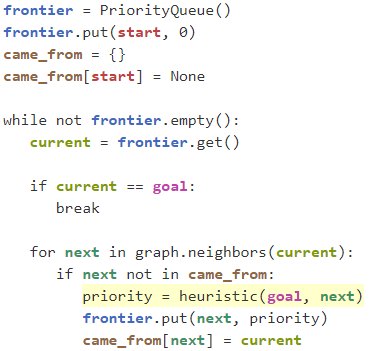 frontier = PriorityQueue()
frontier.put(start, 0)
came_from = {}
came_from[start] = None
while not frontier.empty():
current = frontier.get()
if current == goal:
break
for next in graph.neighbors(current):
if next not in came_from:
priority = heuristic(goal, next)
frontier.put(next, priority)
came_from[next] = current